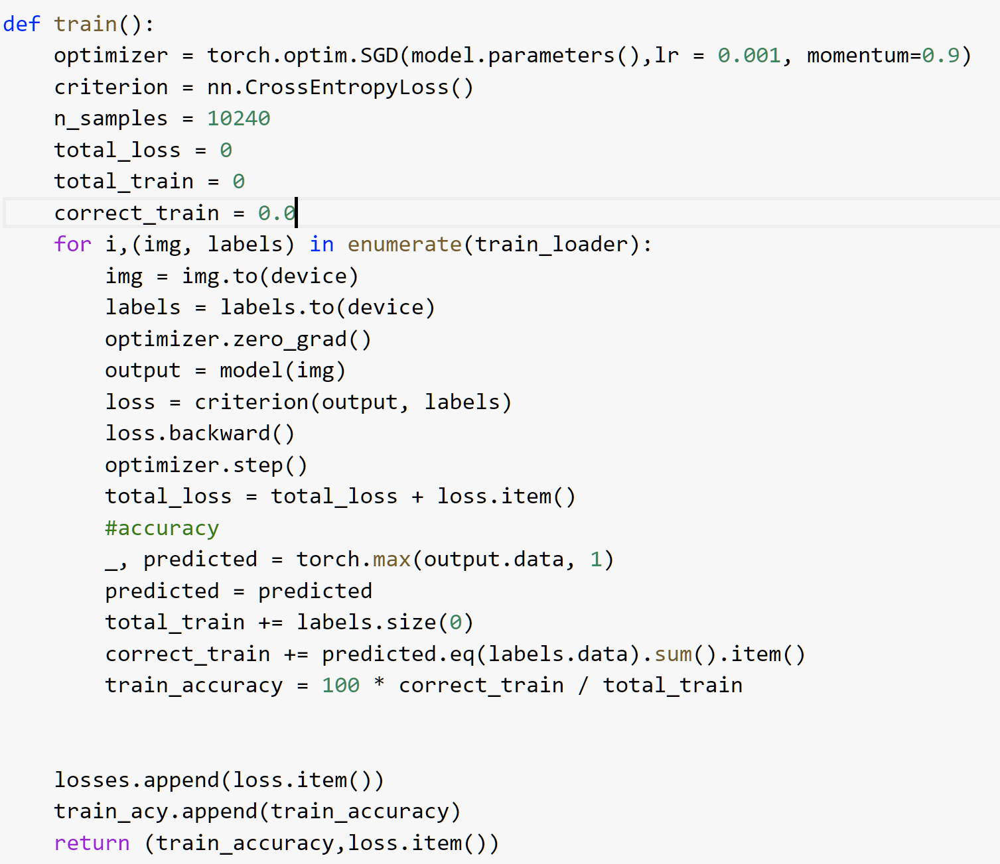 def train():
    optimizer = torch.optim.SGD(model.parameters(),lr = 0.001, momentum=0.9)
    criterion = nn.CrossEntropyLoss()
    n_samples = 10240
    total_loss = 0
    total_train = 0
    correct_train = 0.0
    for i,(img, labels) in enumerate(train_loader):
        img = img.to(device)
        labels = labels.to(device)
        optimizer.zero_grad()
        output = model(img)
        loss = criterion(output, labels)
        loss.backward()
        optimizer.step()
        total_loss = total_loss + loss.item()
        #accuracy
        _, predicted = torch.max(output.data, 1)
        predicted = predicted
        total_train += labels.size(0)
        correct_train += predicted.eq(labels.data).sum().item()
        train_accuracy = 100 * correct_train / total_train
    losses.append(loss.item())
    train_acy.append(train_accuracy)
    return (train_accuracy,loss.item())